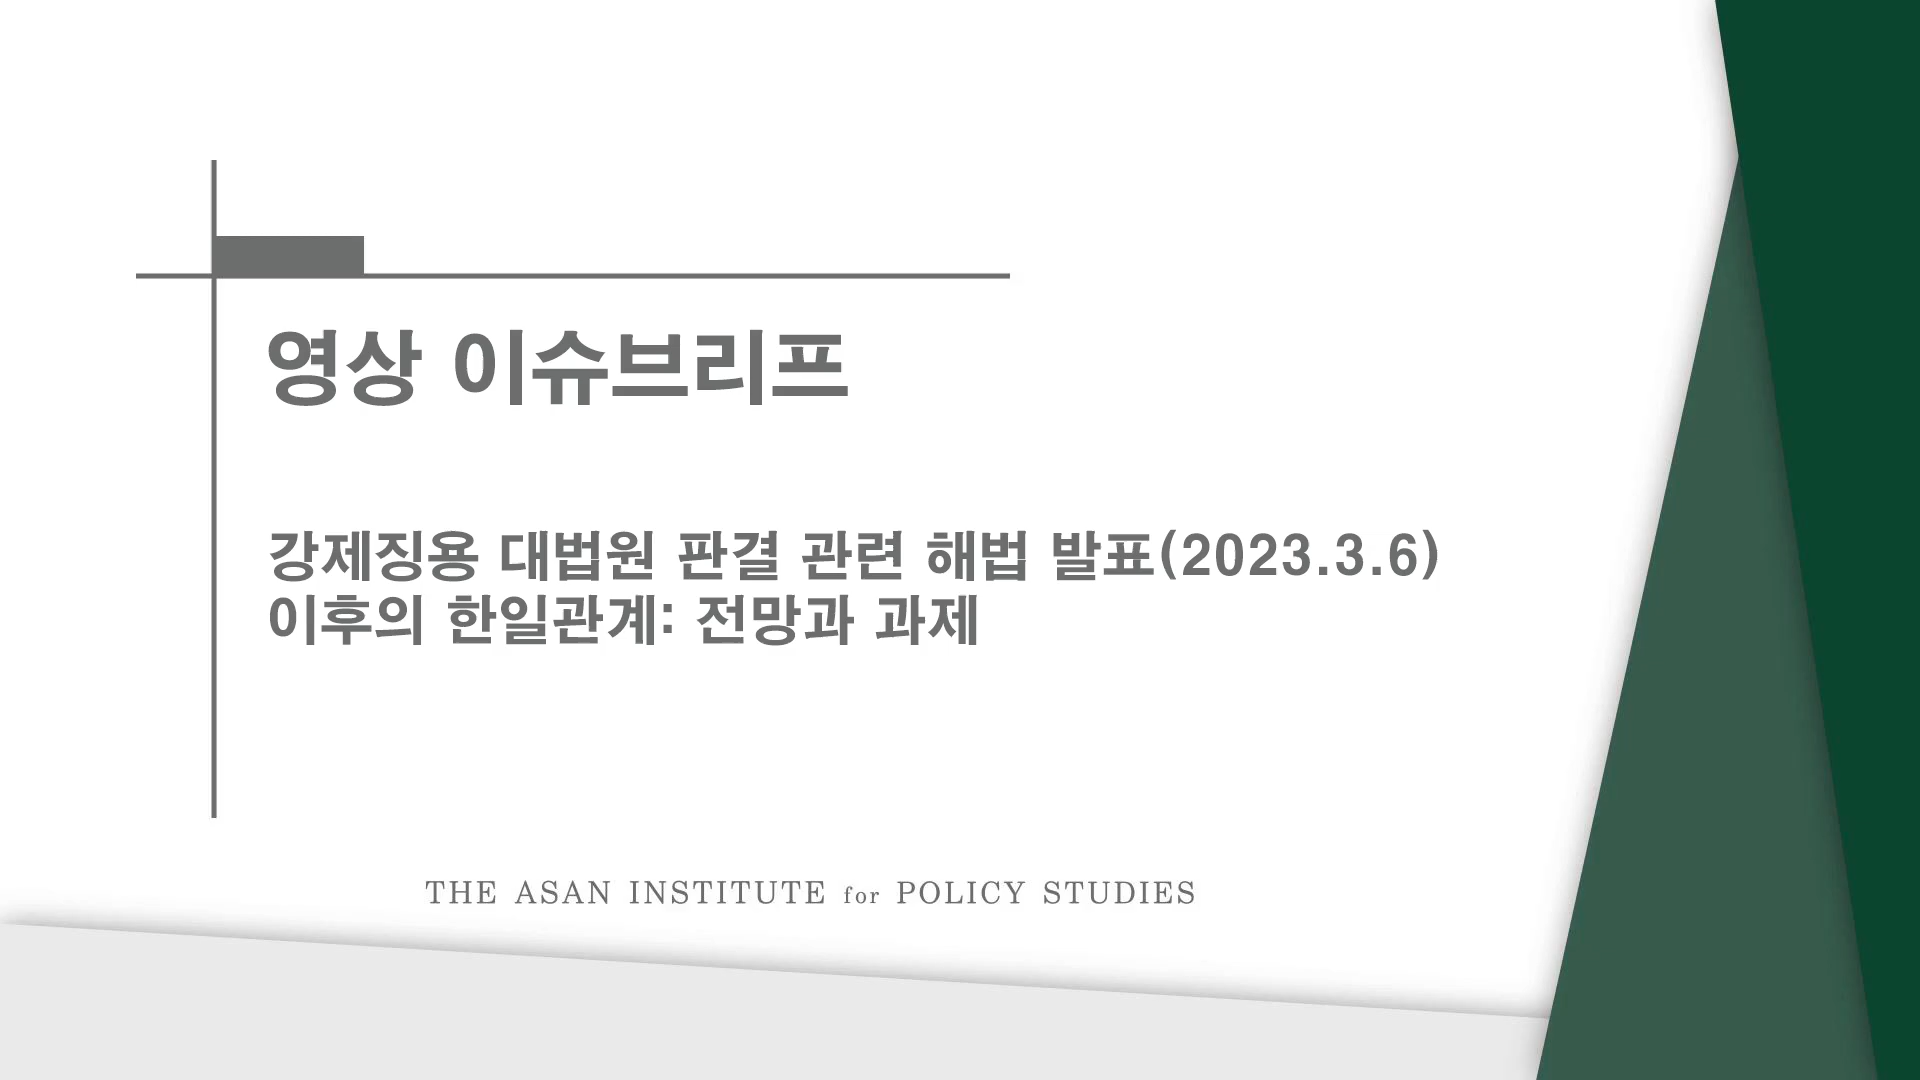 영상 이슈브리프
강제징용 대법원 판결 관련 해법 발표(2023.3.6)
이후의 한일관계: 전망과 과제
THE ASAN INSTITUTE for POLICY STUDIES